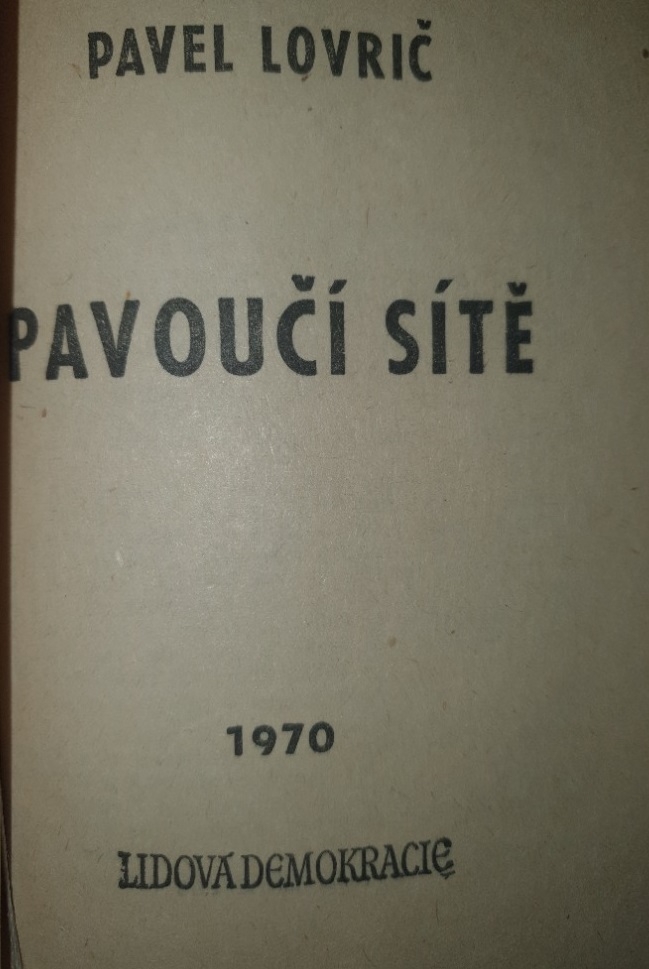 PAVEL LOVRIČ
PAVOUČÍ SÍTĚ
1970
LIDOVÁ DEMOKRACIE